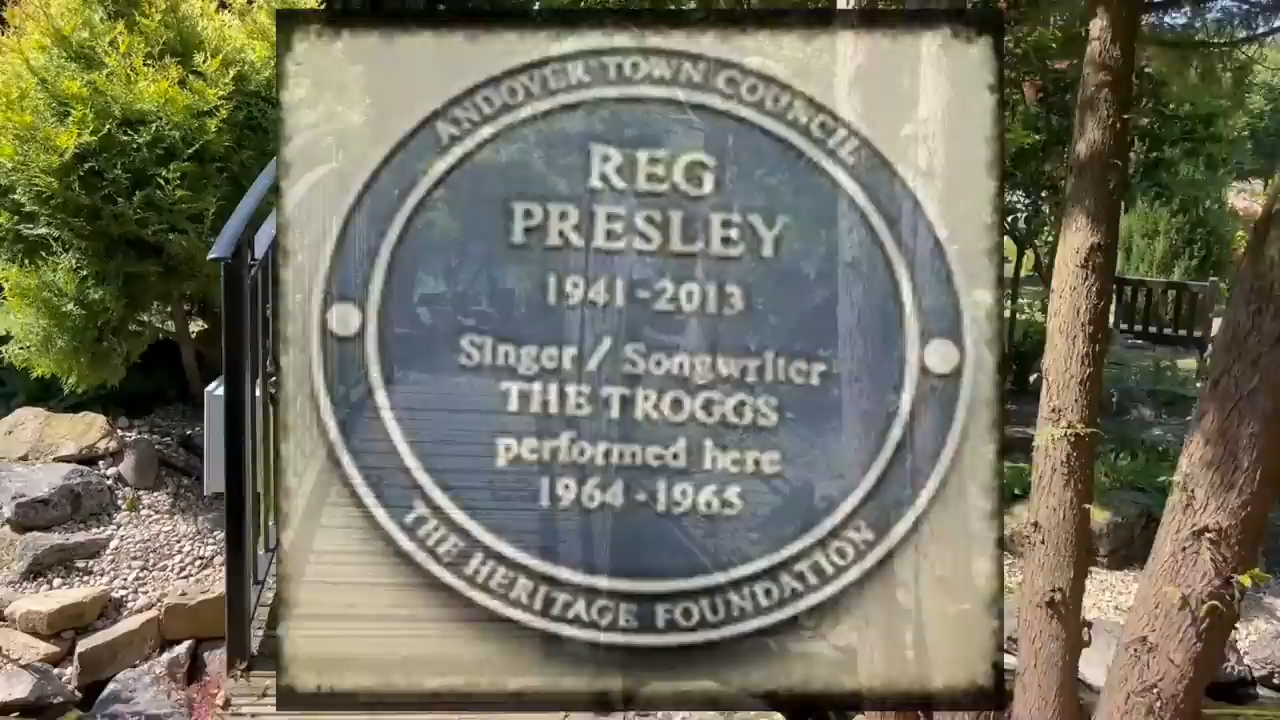 ANDOVER TOWN COUNCIL
REG
PRESLEY
1941-2013
Singer / Songwriter
THE TROGGS
performed here
1964-1965
THE HERITAGE FOUNDATION